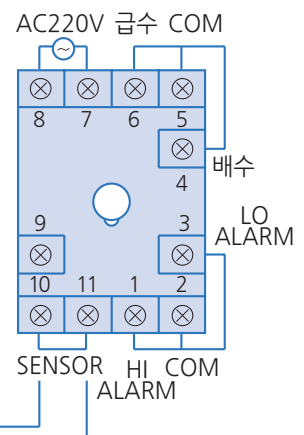 AC220V 급수 COM
8 7 6 5
4
배수
9 3
LO
ALARM
10 11 1 2
SENSOR HI COM
ALARM